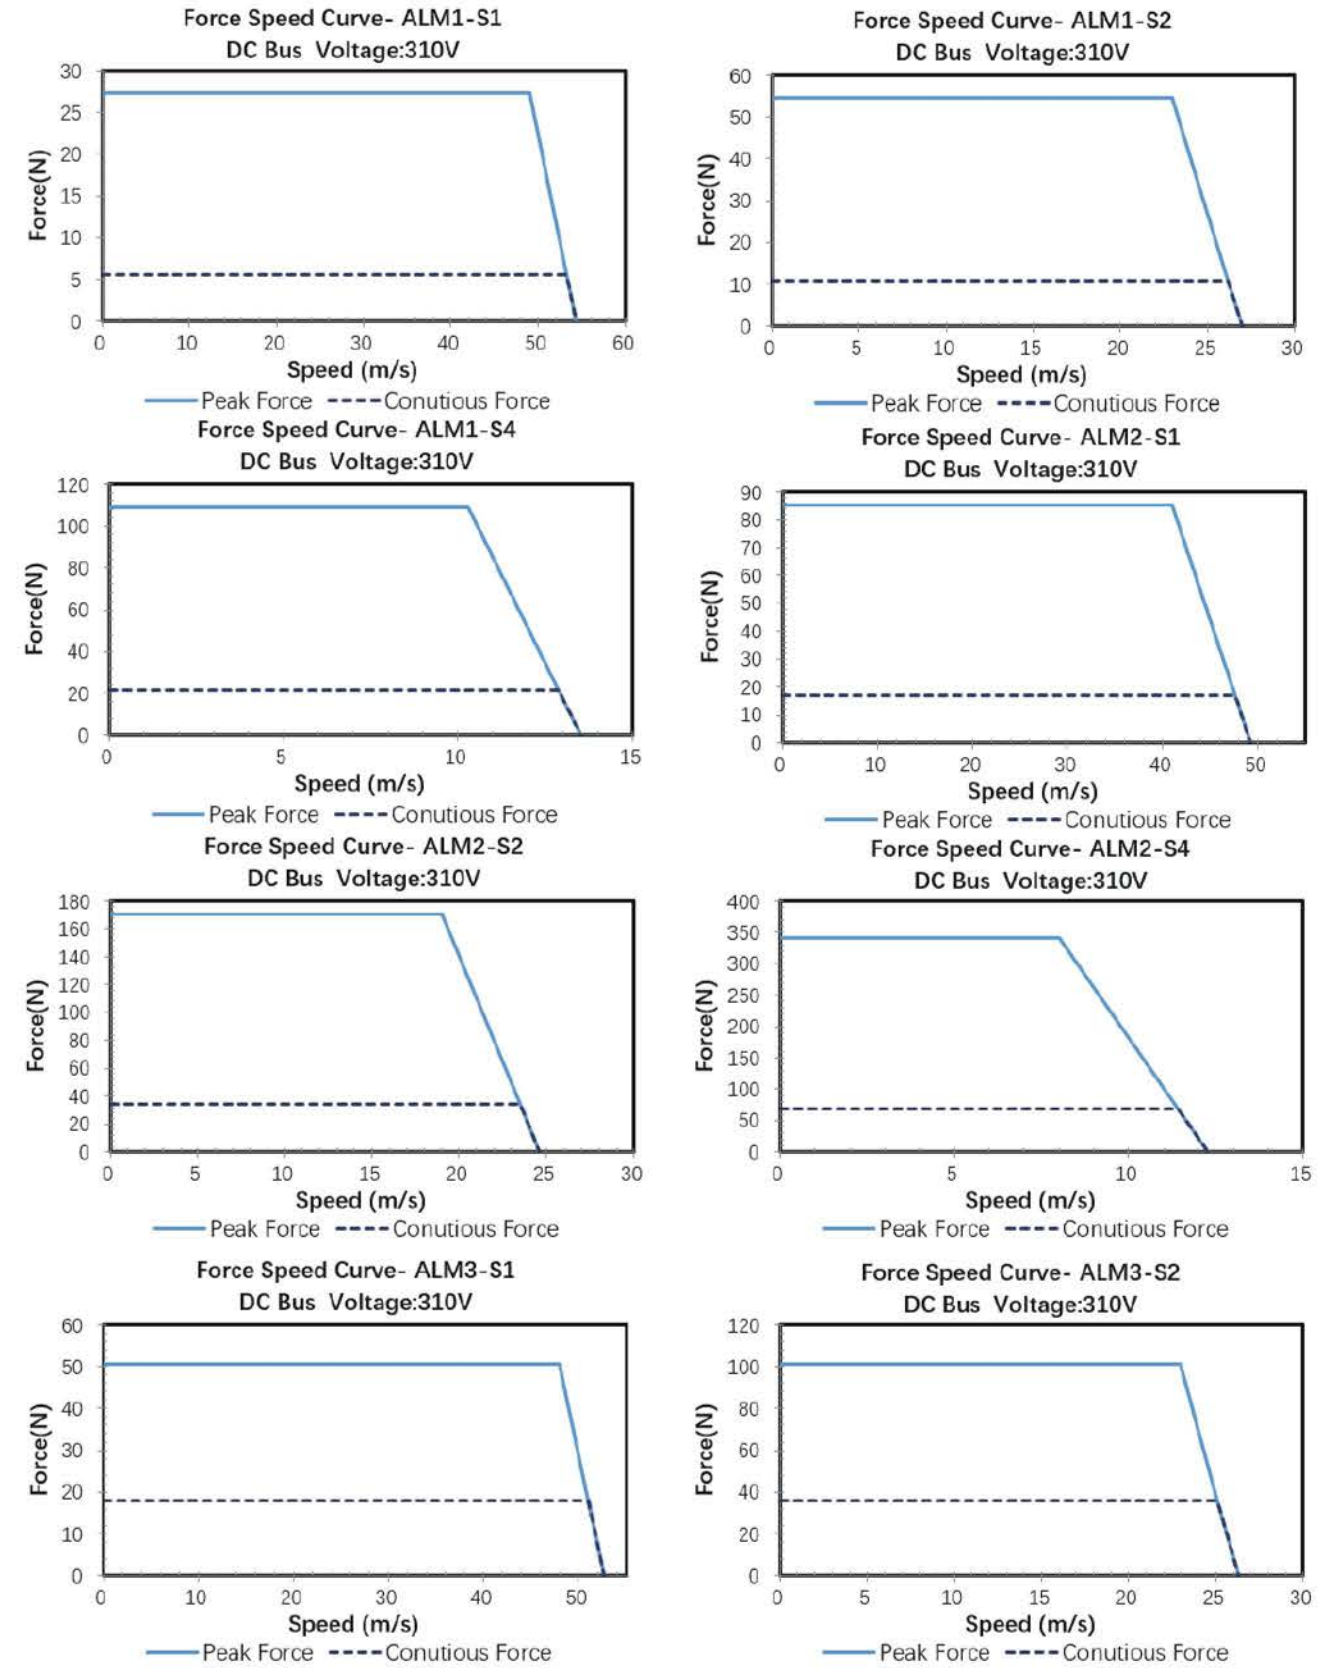 Force Speed Curve- ALM1-S1
DC Bus Voltage:310V
30
25
20
15
10
5
0
Force(N)
0 10 20 30 40 50 60
Speed (m/s)
Peak Force Conutious Force
Force Speed Curve- ALM1-S2
DC Bus Voltage:310V
60
50
40
30
20
10
0
Force(N)
0 5 10 15 20 25 30
Speed (m/s)
Peak Force Conutious Force
Force Speed Curve- ALM1-S4
DC Bus Voltage:310V
120
100
80
60
40
20
0
Force(N)
0 5 10 15
Speed (m/s)
Peak Force Conutious Force
Force Speed Curve- ALM2-S1
DC Bus Voltage:310V
90
80
70
60
50
40
30
20
10
0
Force(N)
0 10 20 30 40 50
Speed (m/s)
Peak Force Conutious Force
Force Speed Curve- ALM2-S2
DC Bus Voltage:310V
180
160
140
120
100
80
60
40
20
0
Force(N)
0 5 10 15 20 25 30
Speed (m/s)
Peak Force Conutious Force
Force Speed Curve- ALM2-S4
DC Bus Voltage:310V
400
350
300
250
200
150
100
50
0
Force(N)
0 5 10 15
Speed (m/s)
Peak Force Conutious Force
Force Speed Curve- ALM3-S1
DC Bus Voltage:310V
60
50
40
30
20
10
0
Force(N)
0 10 20 30 40 50
Speed (m/s)
Peak Force Conutious Force
Force Speed Curve- ALM3-S2
DC Bus Voltage:310V
120
100
80
60
40
20
0
Force(N)
0 5 10 15 20 25 30
Speed (m/s)
Peak Force Conutious Force